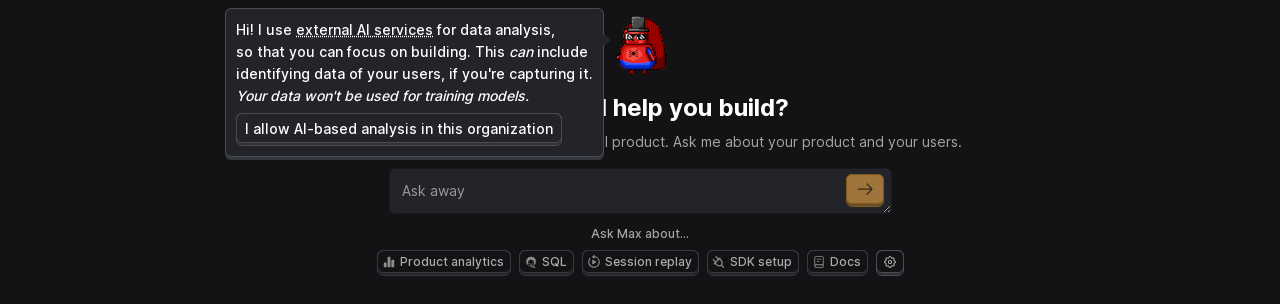 Hi! I use external AI services for data analysis,
so that you can focus on building. This can include
identifying data of your users, if you're capturing it.
Your data won't be used for training models.
I allow AI-based analysis in this organization
help you build?
product. Ask me about your product and your users.
Ask away
Ask Max about...
Product analytics
SQL
Session replay
SDK setup
Docs